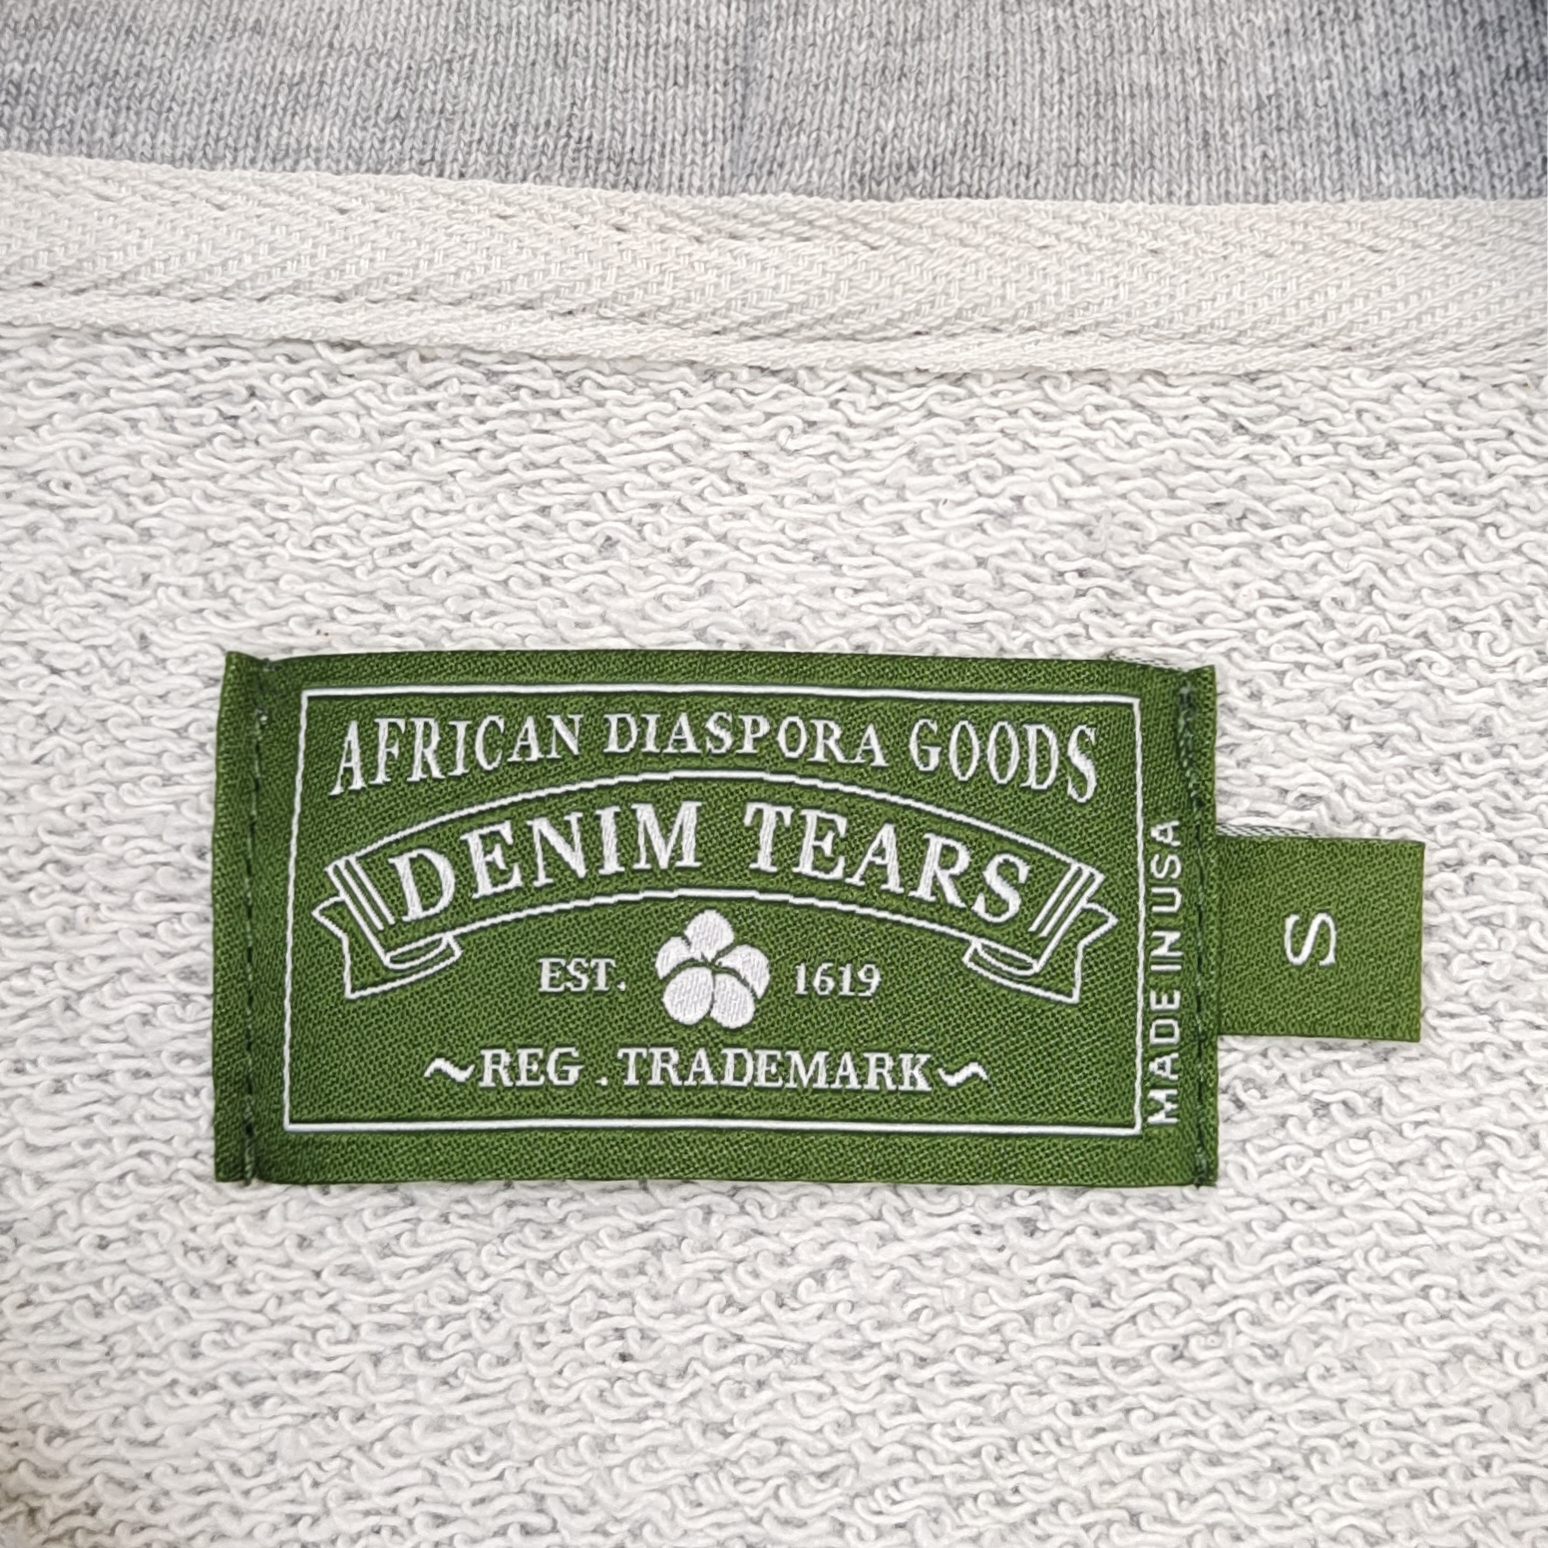 AFRICAN DIASPORA GOODS
DENIM TEARS
EST. 1619
~REG . TRADEMARK~
MADE IN USA
S